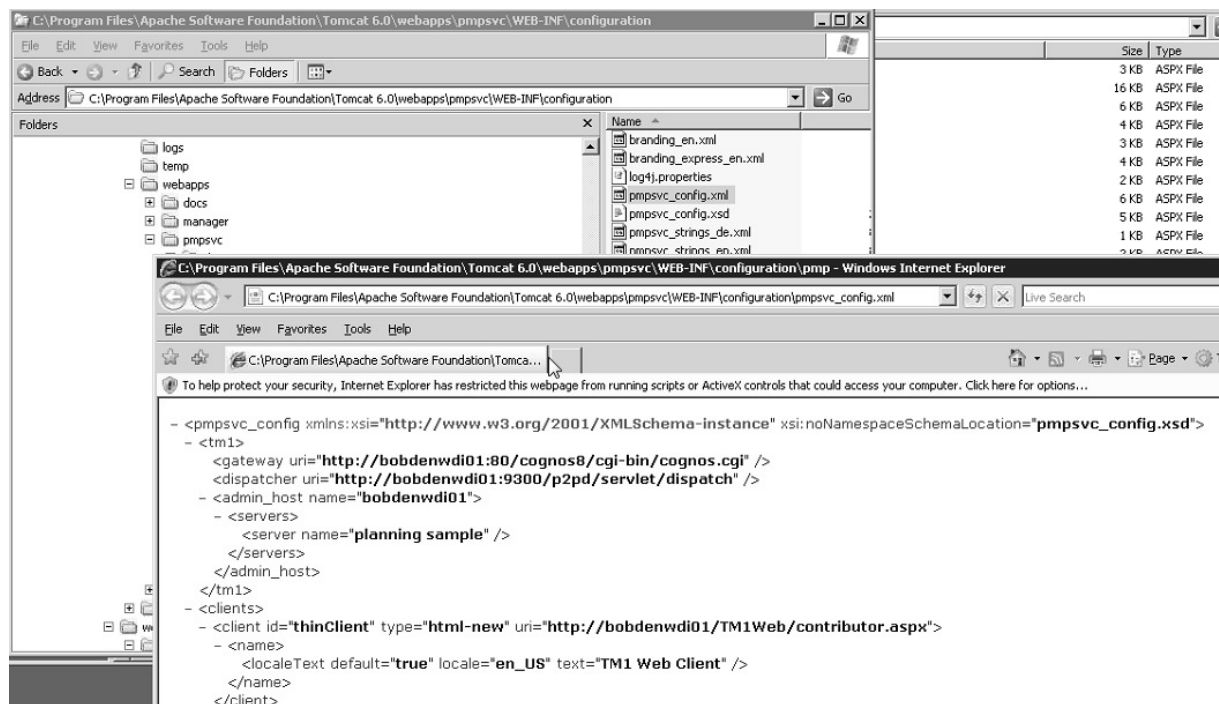 C:\Program Files\Apache Software Foundation\Tomcat 6.0\webapps\pmpsvc\WEB-INF\configuration
File Edit View Favorites Tools Help
Back Search Folders
Address C:\Program Files\Apache Software Foundation\Tomcat 6.0\webapps\pmpsvc\WEB-INF\configuration Go
Folders
logs
temp
webapps
docs
manager
pmpsvc
Name
branding_en.xml
branding_express_en.xml
log4j.properties
pmpsvc_config.xml
pmpsvc_config.xsd
pmpsvc_strings_de.xml
pmpsvc_strings_en.xml
Size Type
3 KB ASPX File
16 KB ASPX File
6 KB ASPX File
4 KB ASPX File
3 KB ASPX File
4 KB ASPX File
2 KB ASPX File
6 KB ASPX File
5 KB ASPX File
1 KB ASPX File
2 KB ASPX File
C:\Program Files\Apache Software Foundation\Tomcat 6.0\webapps\pmpsvc\WEB-INF\configuration\pmp - Windows Internet Explorer
C:\Program Files\Apache Software Foundation\Tomcat 6.0\webapps\pmpsvc\WEB-INF\configuration\pmpsvc_config.xml Live Search
File Edit View Favorites Tools Help
C:\Program Files\Apache Software Foundation\Tomca... Page
To help protect your security, Internet Explorer has restricted this webpage from running scripts or ActiveX controls that could access your computer. Click here for options...
- <pmpsvc_config xmlns:xsi="http://www.w3.org/2001/XMLSchema-instance" xsi:noNamespaceSchemaLocation="pmpsvc_config.xsd">
- <tm1>
<gateway uri="http://bobdenwdi01:80/cognos8/cgi-bin/cognos.cgi" />
<dispatcher uri="http://bobdenwdi01:9300/p2pd/servlet/dispatch" />
- <admin_host name="bobdenwdi01">
- <servers>
<server name="planning sample" />
</servers>
</admin_host>
</tm1>
- <clients>
- <client id="thinClient" type="html-new" uri="http://bobdenwdi01/TM1Web/contributor.aspx">
- <name>
<localeText default="true" locale="en_US" text="TM1 Web Client" />
</name>
</client>